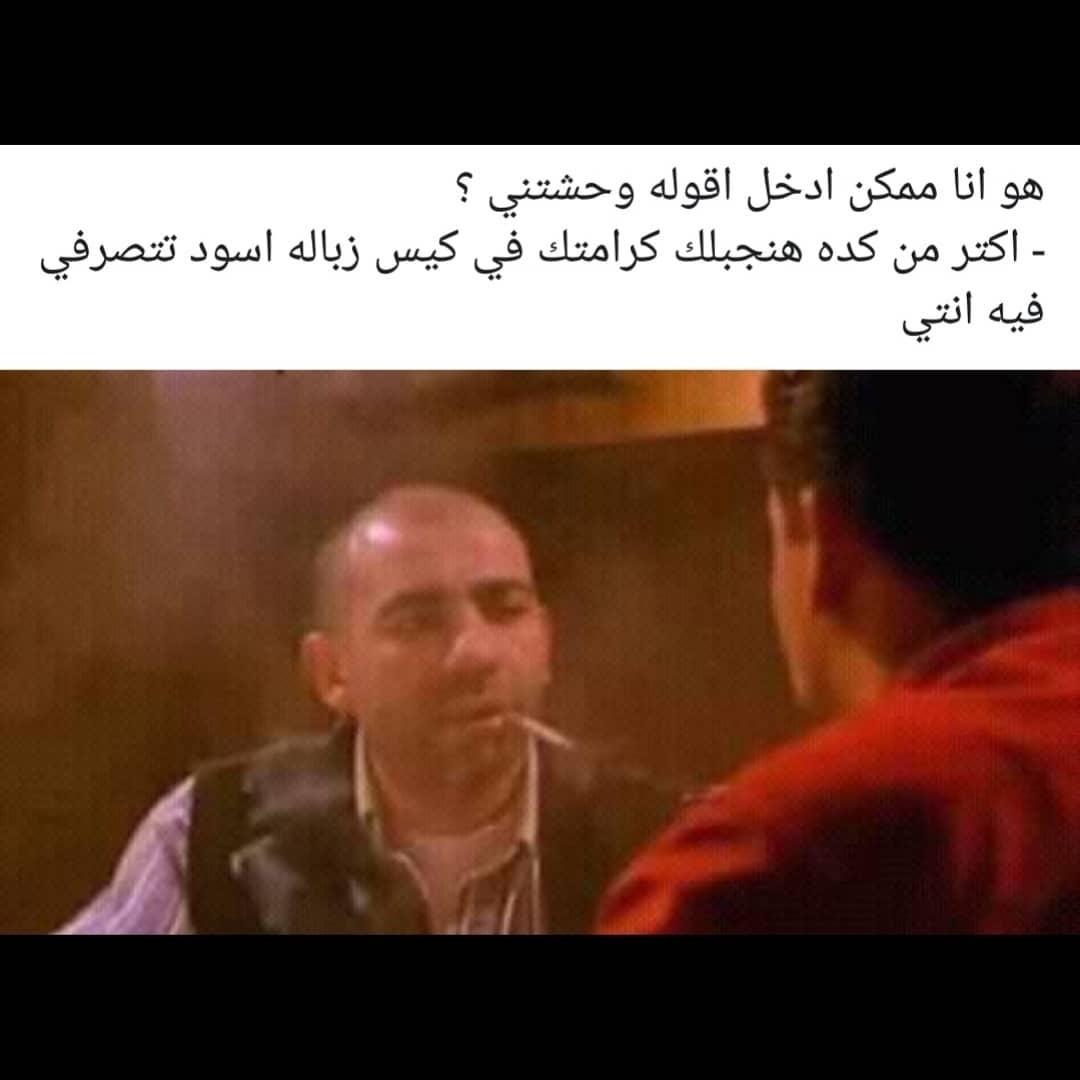 هو انا ممكن ادخل اقوله وحشتني ؟
- اكتر من كده هنجبلك كرامتك في كيس زباله اسود تتصرفي
فيه انتي